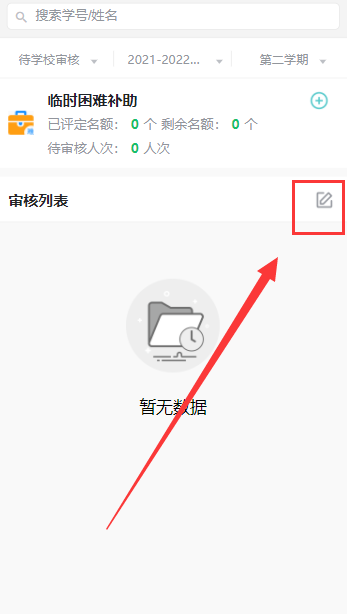 搜索学号/姓名
待学校审核 2021-2022... 第二学期
临时困难补助
已评定名额： 0 个 剩余名额： 0 个
待审核人次： 0 人次
审核列表
暂无数据